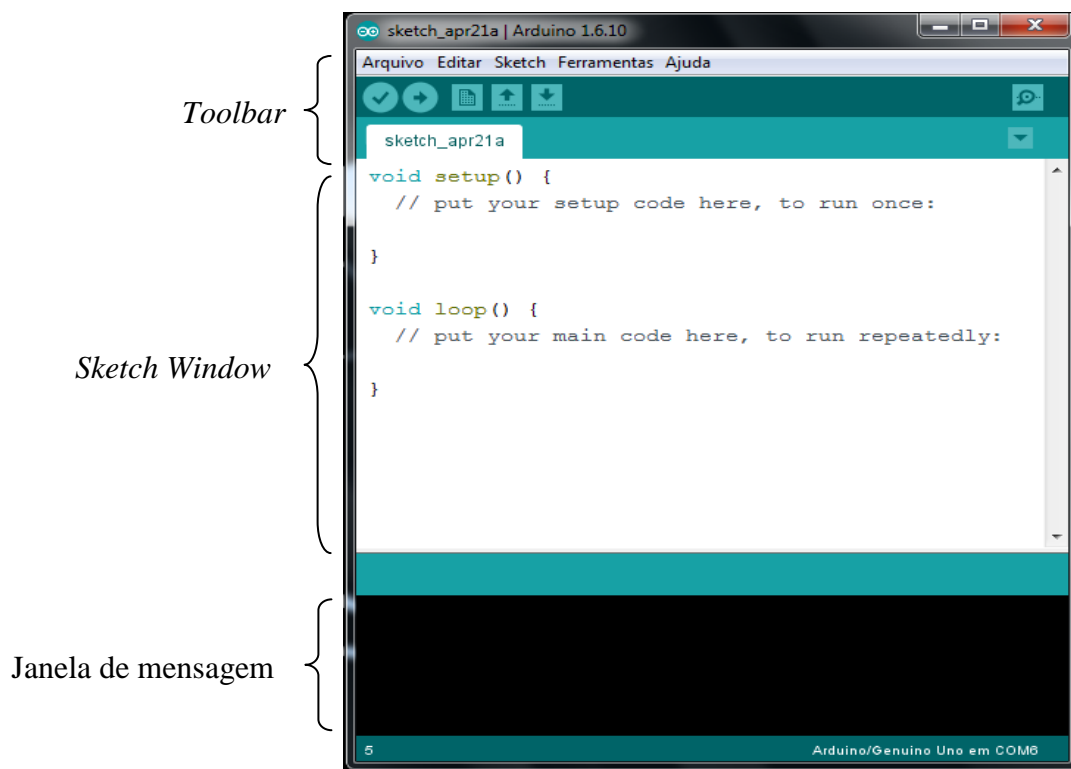 sketch_apr21a | Arduino 1.6.10
Arquivo Editar Sketch Ferramentas Ajuda
Toolbar
sketch_apr21a
void setup() {
// put your setup code here, to run once:
}
void loop() {
// put your main code here, to run repeatedly:
}
Sketch Window
Janela de mensagem
5
Arduino/Genuino Uno em COM6